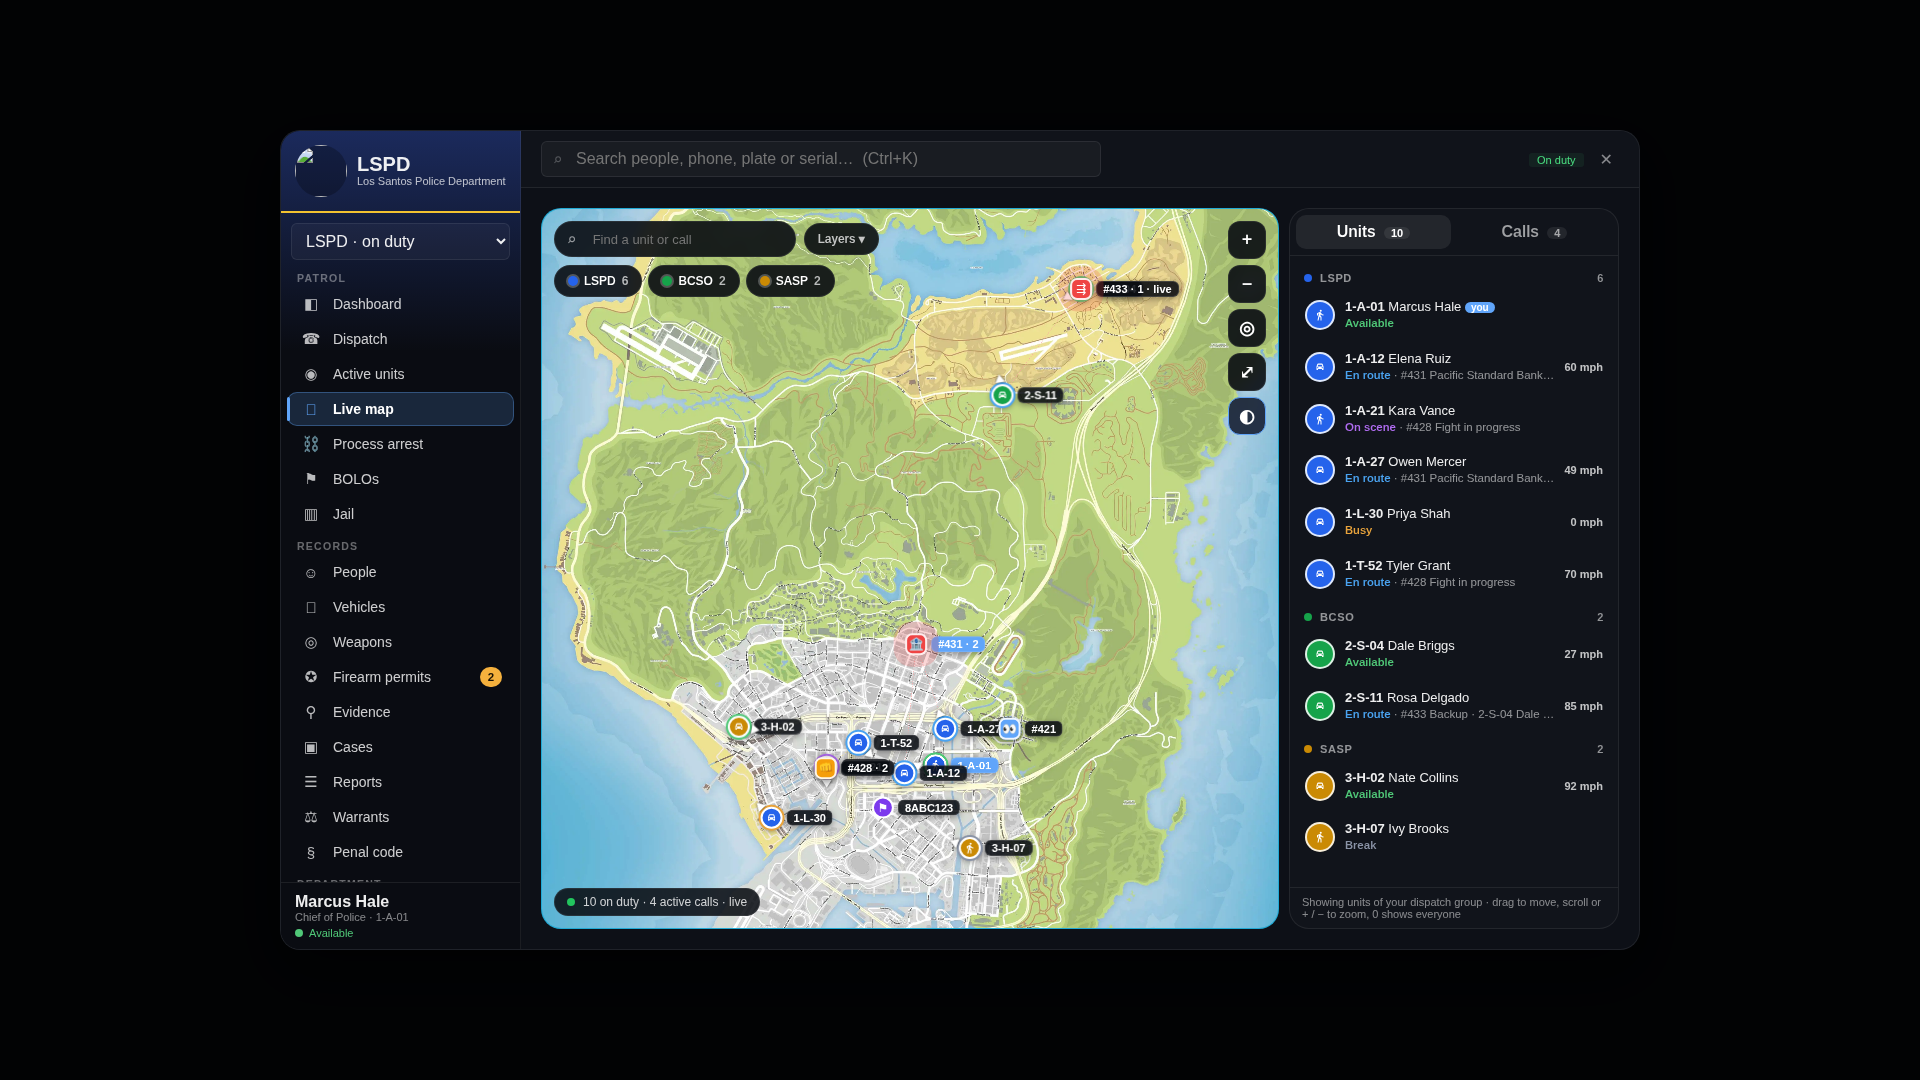 LSPD
Los Santos Police Department
LSPD · on duty
PATROL
Dashboard
Dispatch
Active units
Live map
Process arrest
BOLOs
Jail
RECORDS
People
Vehicles
Weapons
Firearm permits 2
Evidence
Cases
Reports
Warrants
§ Penal code
Marcus Hale
Chief of Police · 1-A-01
Available
Search people, phone, plate or serial… (Ctrl+K)
On duty ✕
Find a unit or call
Layers ▾
LSPD 6
BCSO 2
SASP 2
+
−
#433 · 1 · live
2-S-11
#431 · 2
3-H-02
1-T-52
1-A-27
#421
#428 · 2
1-A-12
1-A-01
8ABC123
1-L-30
3-H-07
10 on duty · 4 active calls · live
Units 10
Calls 4
LSPD 6
1-A-01 Marcus Hale you
Available
1-A-12 Elena Ruiz
En route · #431 Pacific Standard Bank…
60 mph
1-A-21 Kara Vance
On scene · #428 Fight in progress
1-A-27 Owen Mercer
En route · #431 Pacific Standard Bank…
49 mph
1-L-30 Priya Shah
Busy
0 mph
1-T-52 Tyler Grant
En route · #428 Fight in progress
70 mph
BCSO 2
2-S-04 Dale Briggs
Available
27 mph
2-S-11 Rosa Delgado
En route · #433 Backup · 2-S-04 Dale …
85 mph
SASP 2
3-H-02 Nate Collins
Available
92 mph
3-H-07 Ivy Brooks
Break
Showing units of your dispatch group · drag to move, scroll or
+ / − to zoom, 0 shows everyone